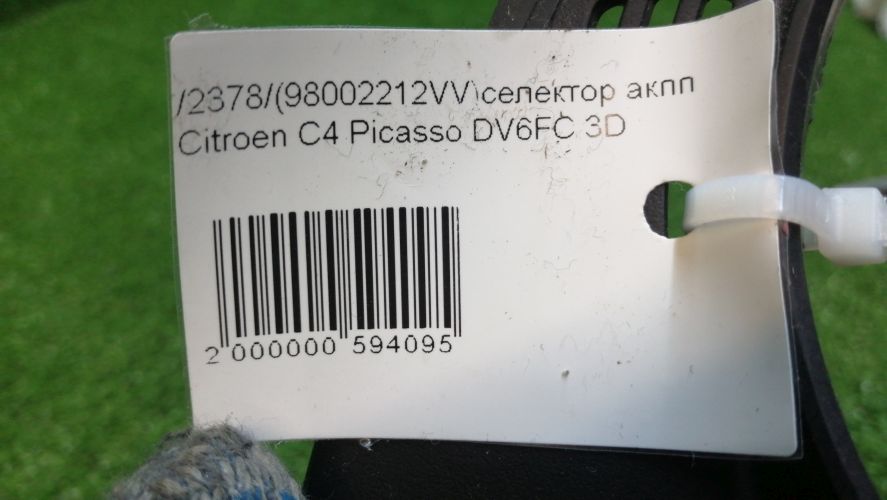 /2378/(98002212VV)селектор акпп
Citroen C4 Picasso DV6FC 3D
2 000000 594095